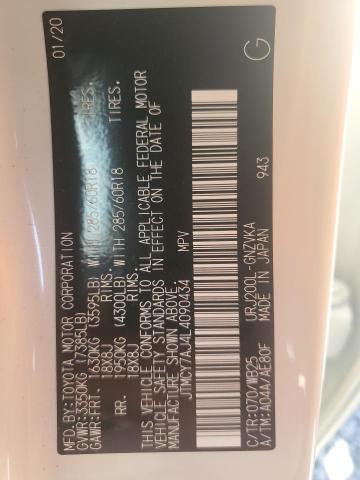 MFD.BY:TOYOTA MOTOR CORPORATION 01/20
GVWR:3350KG (7385LB)
GAWR:FRT. 1630KG (3595LB) WITH 285/60R18 TIRES.
18X8J RIMS.
RR. 1950KG (4300LB) WITH 285/60R18 TIRES.
18X8J RIMS.
THIS VEHICLE CONFORMS TO ALL APPLICABLE FEDERAL MOTOR
VEHICLE SAFETY STANDARDS IN EFFECT ON THE DATE OF
MANUFACTURE SHOWN ABOVE.
JTMCY7AJ4L4090434 MPV
C/TR:070/WB25 URJ200L-GNZVKA
A/TM:A04A/AE80F MADE IN JAPAN 943
G